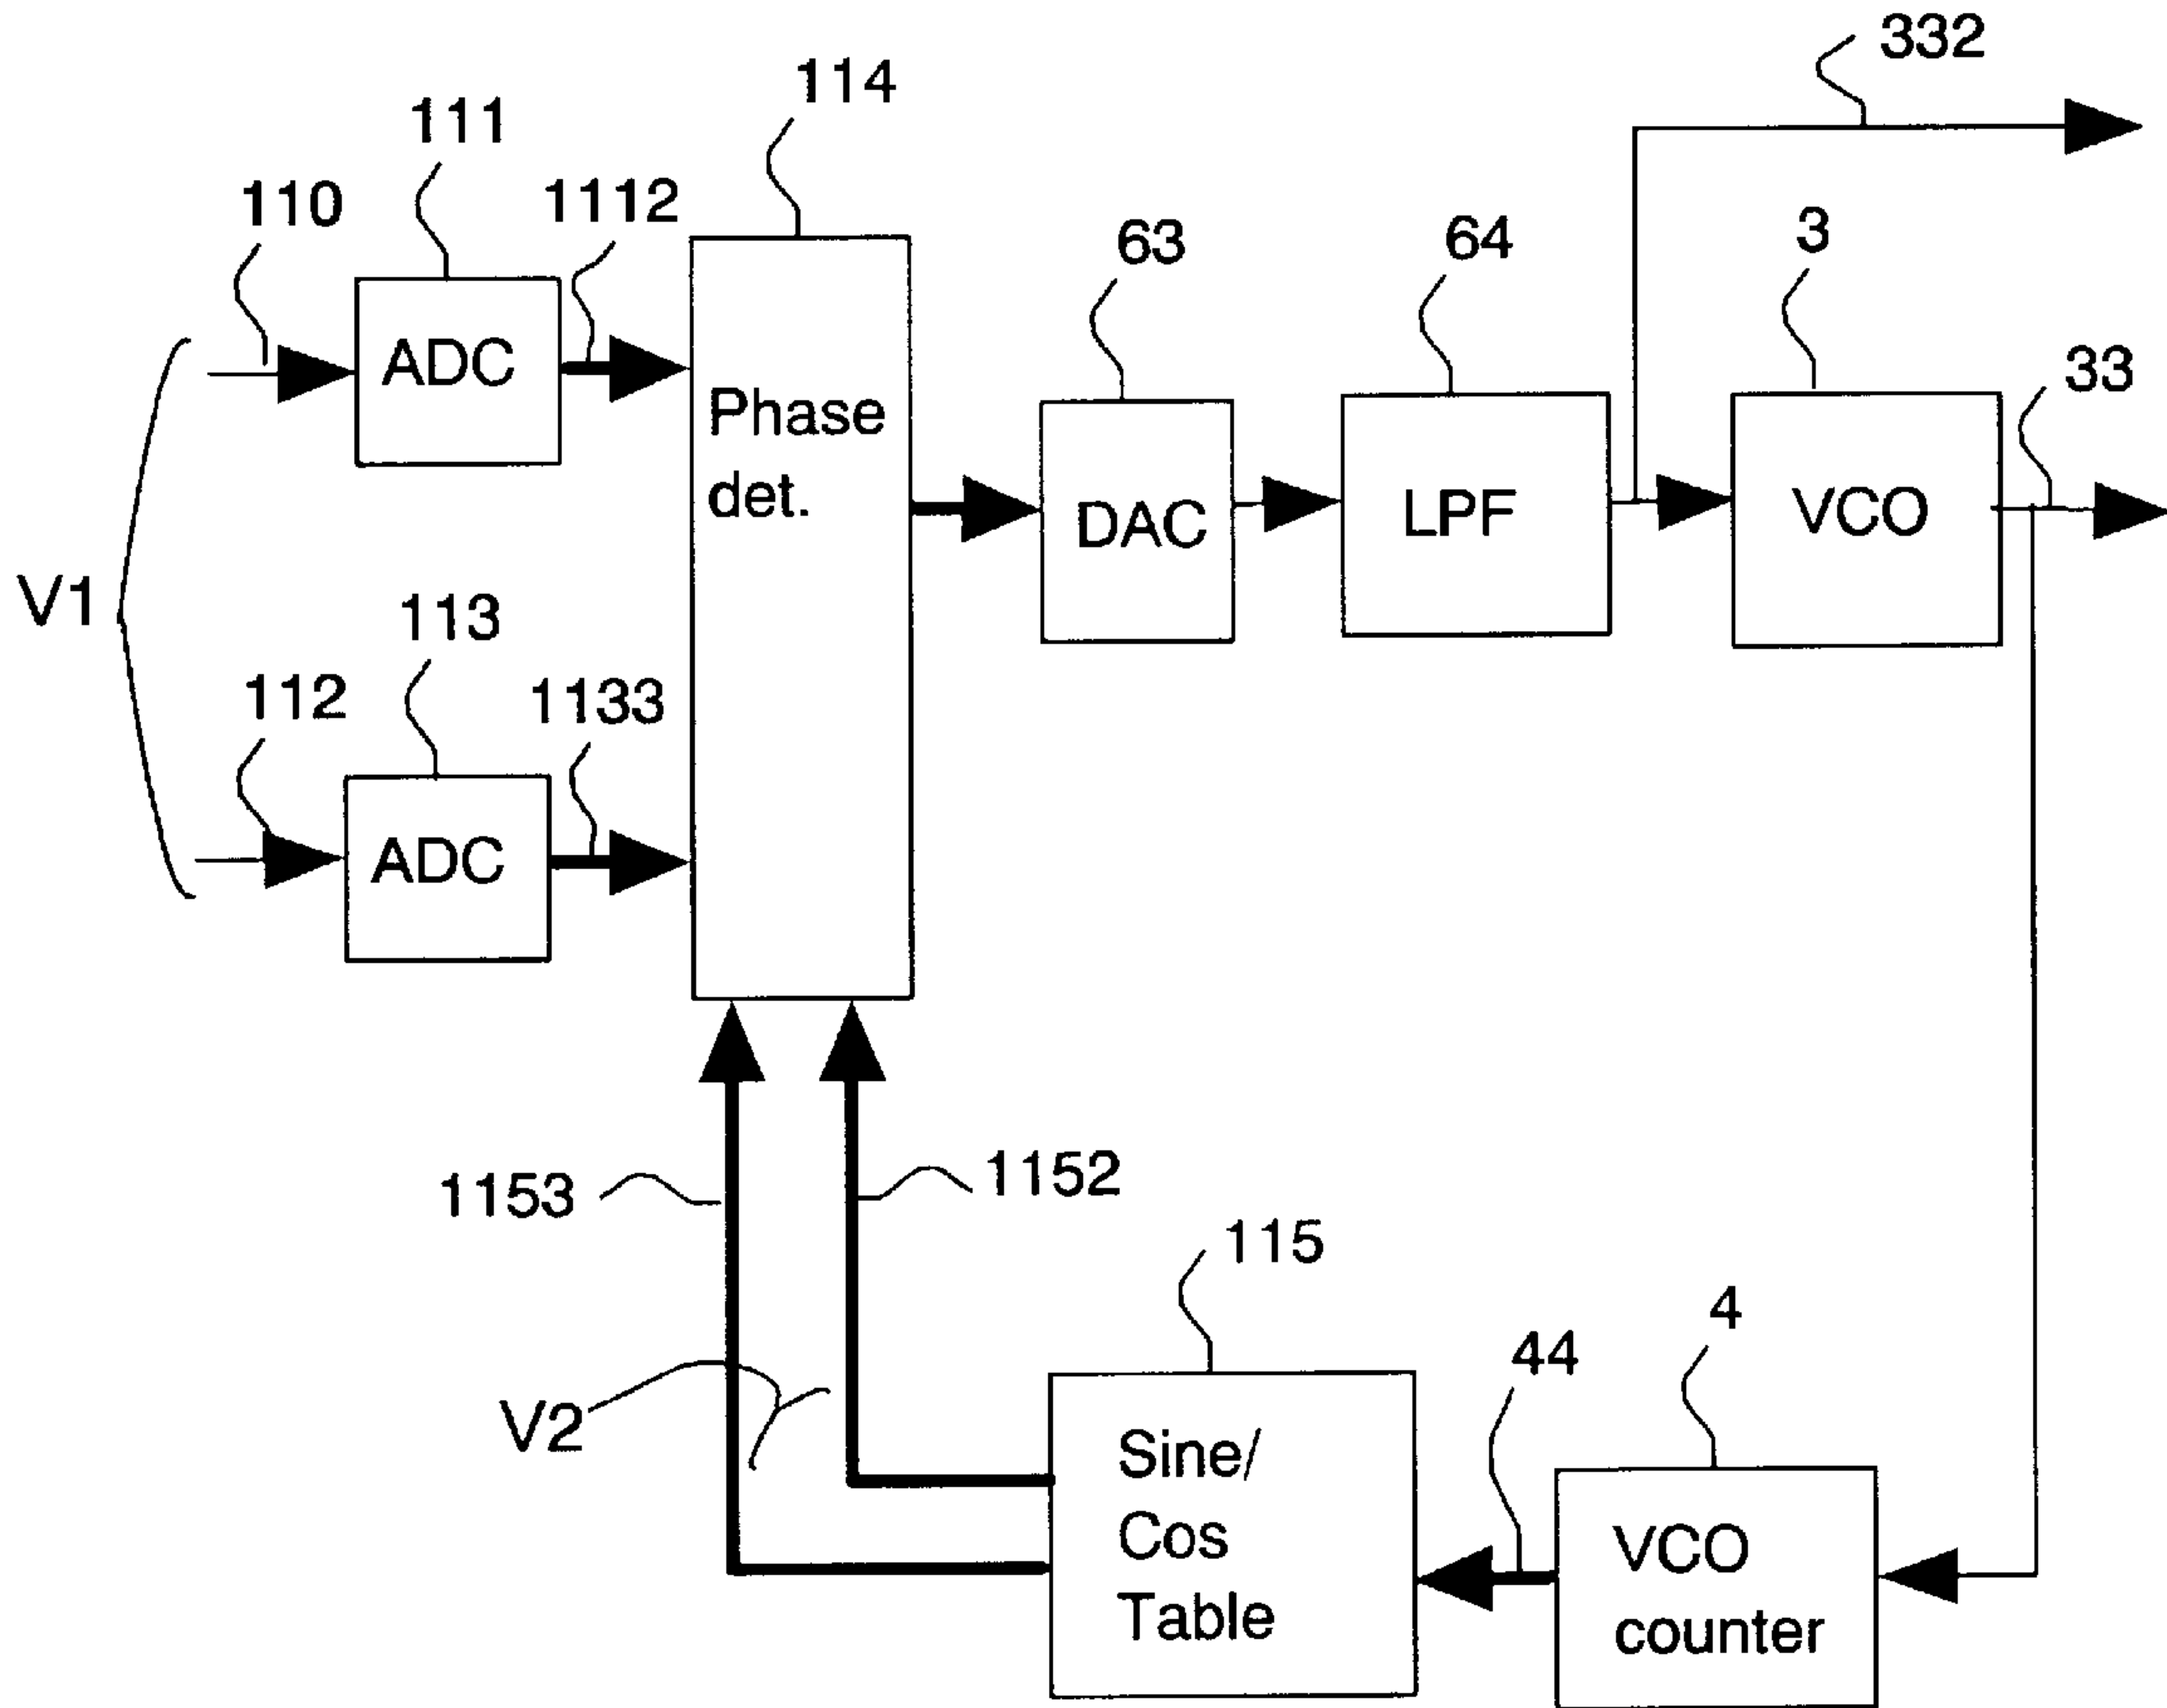 332
114
111
110
1112
63
64
3
33
ADC
Phase
det.
DAC
LPF
VCO
V1
113
112
1133
ADC
1153
1152
115
4
44
V2
Sine/
Cos
Table
VCO
counter